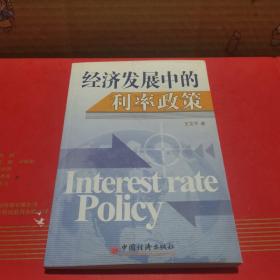 经济发展中的
利率政策
著
Interest rate
Policy
中国经济出版社